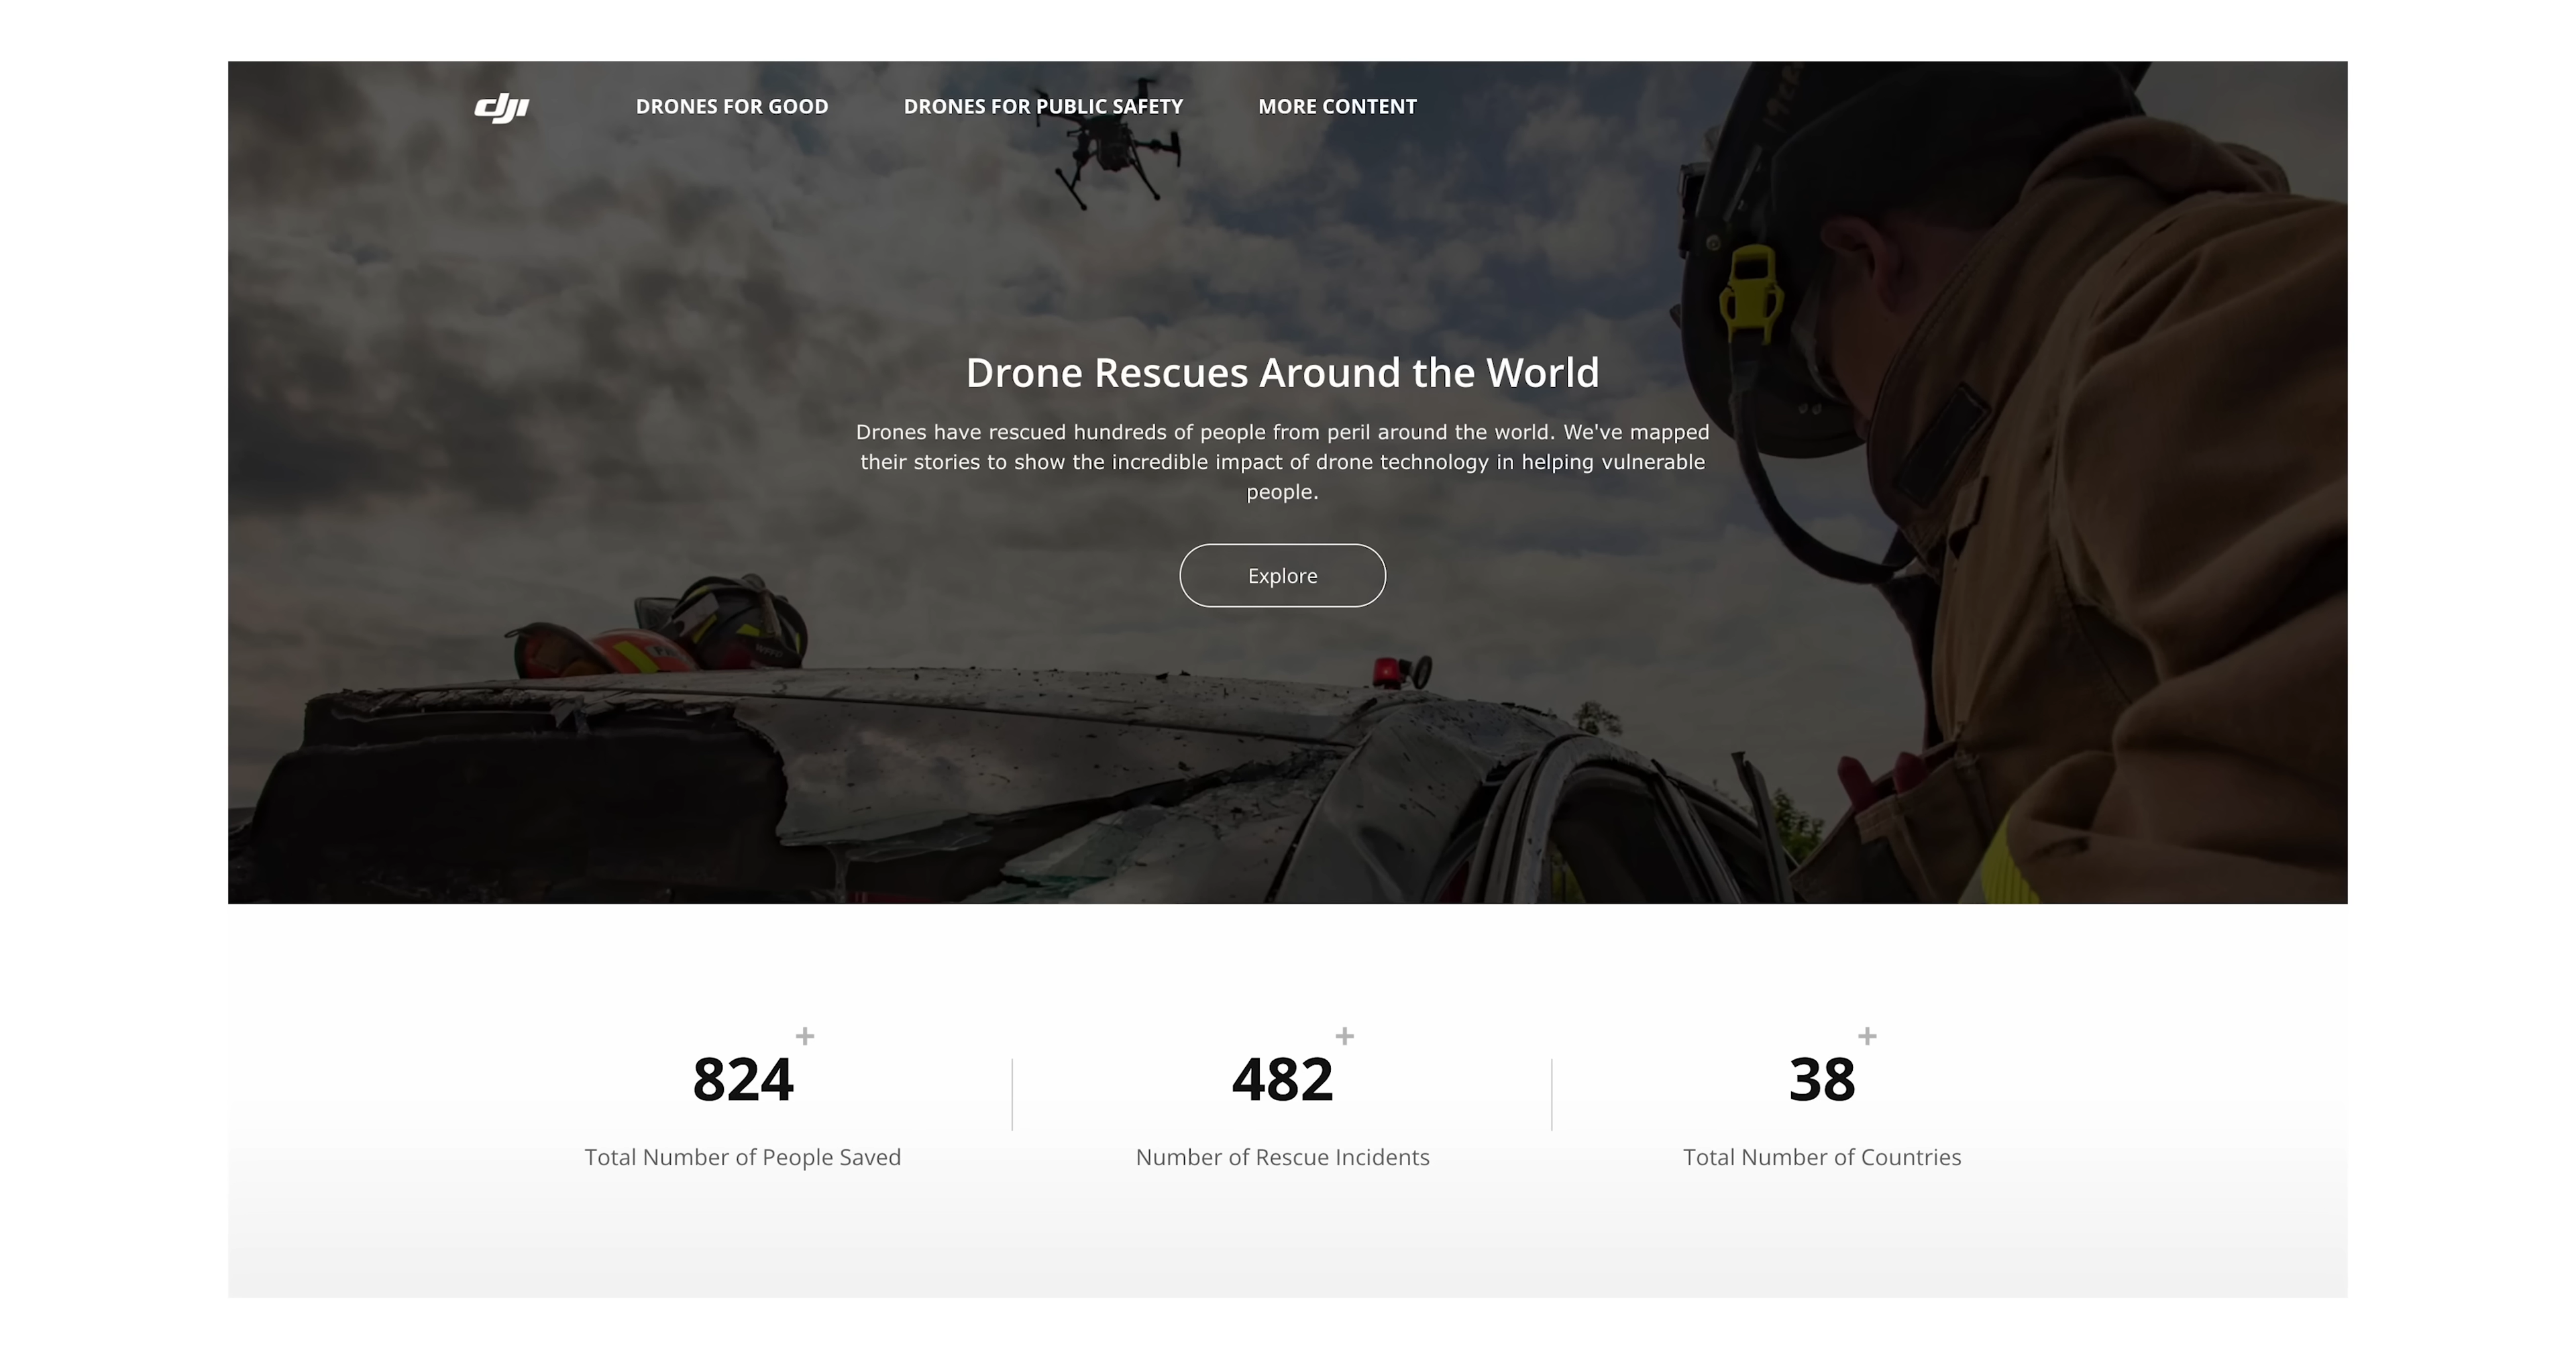 dji
DRONES FOR GOOD
DRONES FOR PUBLIC SAFETY
MORE CONTENT
Drone Rescues Around the World
Drones have rescued hundreds of people from peril around the world. We've mapped
their stories to show the incredible impact of drone technology in helping vulnerable
people.
Explore
824+
Total Number of People Saved
482+
Number of Rescue Incidents
38+
Total Number of Countries